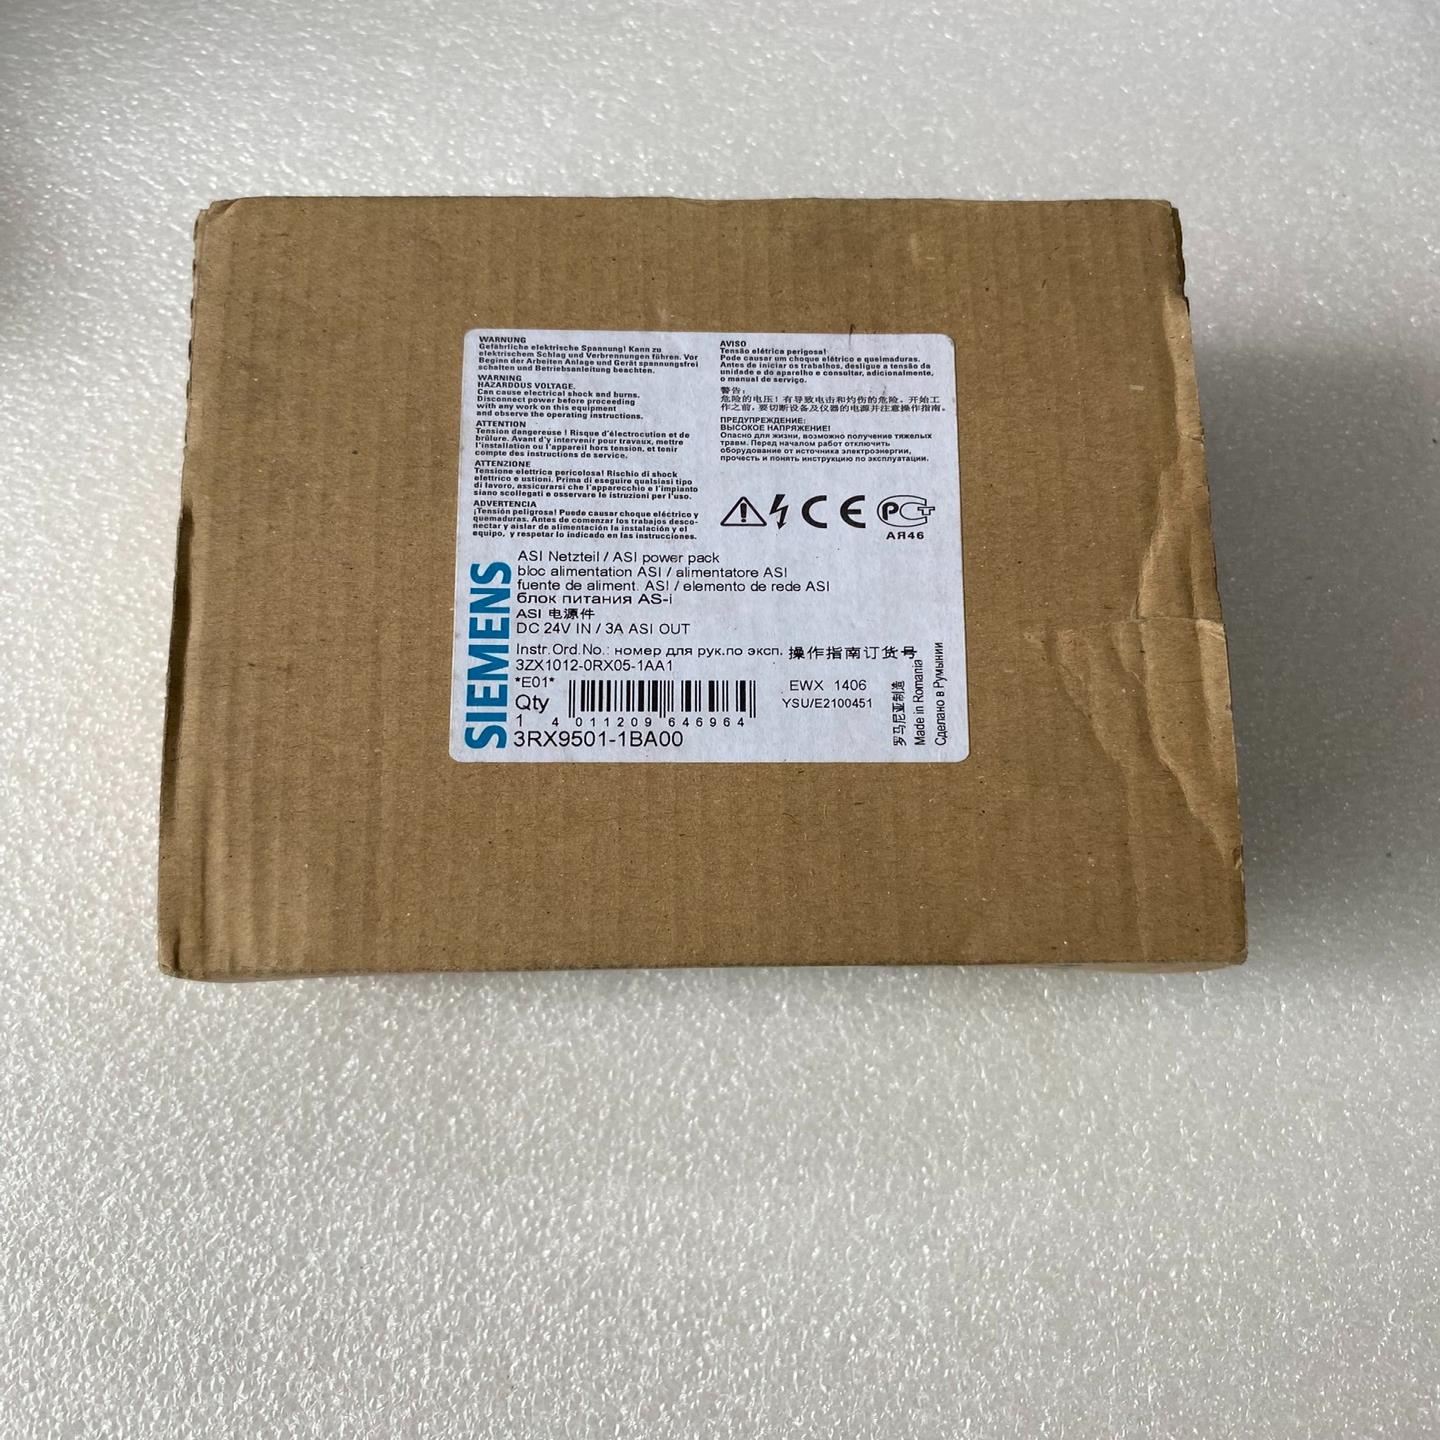 WARNUNG
Gefährliche elektrische Spannung! Kann zu
elektrischem Schlag und Verbrennungen führen. Vor
Beginn der Arbeiten Anlage und Gerät spannungsfrei
schalten und Betriebsanleitung beachten.
WARNING
HAZARDOUS VOLTAGE.
Can cause electrical shock and burns.
Disconnect power before proceeding
with any work on this equipment
and observe the operating instructions.
ATTENTION
Tension dangereuse ! Risque d'électrocution et de
brûlure. Avant d'y intervenir pour travaux, mettre
l'installation ou l'appareil hors tension, et tenir
compte des instructions de service.
ATTENZIONE
Tensione elettrica pericolosa! Rischio di shock
elettrico e ustioni. Prima di eseguire qualsiasi tipo
di lavoro, assicurarsi che l'apparecchio e l'impianto
siano scollegati e osservare le istruzioni per l'uso.
ADVERTENCIA
¡Tensión peligrosa! Puede causar choque eléctrico y
quemaduras. Antes de comenzar los trabajos desco-
nectar y aislar de alimentación la instalación y el
equipo, y respetar lo indicado en las instrucciones.
AVISO
Tensão elétrica perigosa!
Pode causar um choque elétrico e queimaduras.
Antes de iniciar os trabalhos, desligue a tensão da
unidade e do aparelho e consultar, adicionalmente,
o manual de serviço.
警告:
危险的电压! 有导致电击和灼伤的危险。开始工
作之前, 要切断设备及仪器的电源并注意操作指南。
ПРЕДУПРЕЖДЕНИЕ:
ВЫСОКОЕ НАПРЯЖЕНИЕ!
Опасно для жизни, возможно получение тяжелых
травм. Перед началом работ отключить
оборудование от источника электроэнергии,
прочесть и понять инструкцию по эксплуатации.
CE PCT
АЯ46
SIEMENS
ASI Netzteil / ASI power pack
bloc alimentation ASI / alimentatore ASI
fuente de aliment. ASI / elemento de rede ASI
блок питания AS-i
ASI 电源件
DC 24V IN / 3A ASI OUT
Instr.Ord.No.: номер для рук.по эксп. 操作指南订货号
3ZX1012-0RX05-1AA1
*E01*
Qty
1
4 011209 646964
3RX9501-1BA00
EWX 1406
YSU/E2100451
罗马尼亚制造
Made in Romania
Сделано в Румынии